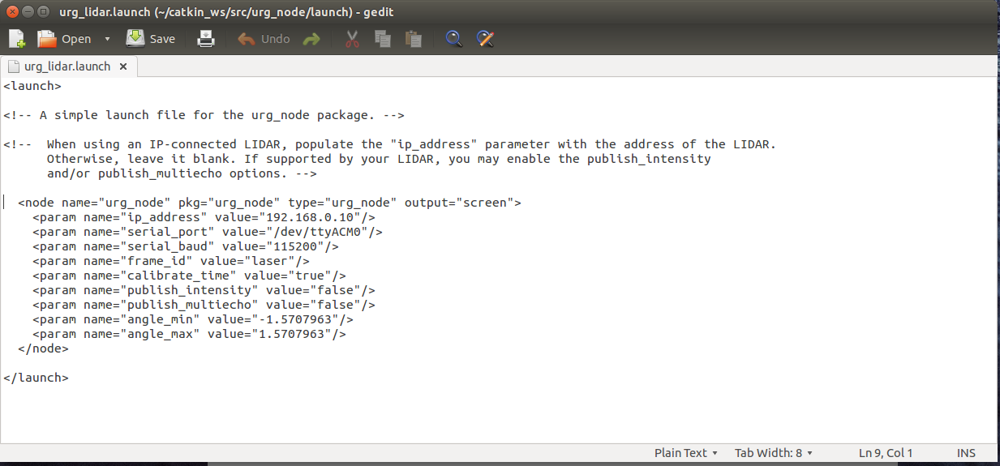 urg_lidar.launch (~/catkin_ws/src/urg_node/launch) - gedit
Open Save Undo
urg_lidar.launch
<launch>
<!-- A simple launch file for the urg_node package. -->
<!--  When using an IP-connected LIDAR, populate the "ip_address" parameter with the address of the LIDAR.
      Otherwise, leave it blank. If supported by your LIDAR, you may enable the publish_intensity
      and/or publish_multiecho options. -->
  <node name="urg_node" pkg="urg_node" type="urg_node" output="screen">
    <param name="ip_address" value="192.168.0.10"/>
    <param name="serial_port" value="/dev/ttyACM0"/>
    <param name="serial_baud" value="115200"/>
    <param name="frame_id" value="laser"/>
    <param name="calibrate_time" value="true"/>
    <param name="publish_intensity" value="false"/>
    <param name="publish_multiecho" value="false"/>
    <param name="angle_min" value="-1.5707963"/>
    <param name="angle_max" value="1.5707963"/>
  </node>
</launch>
Plain Text Tab Width: 8 Ln 9, Col 1 INS